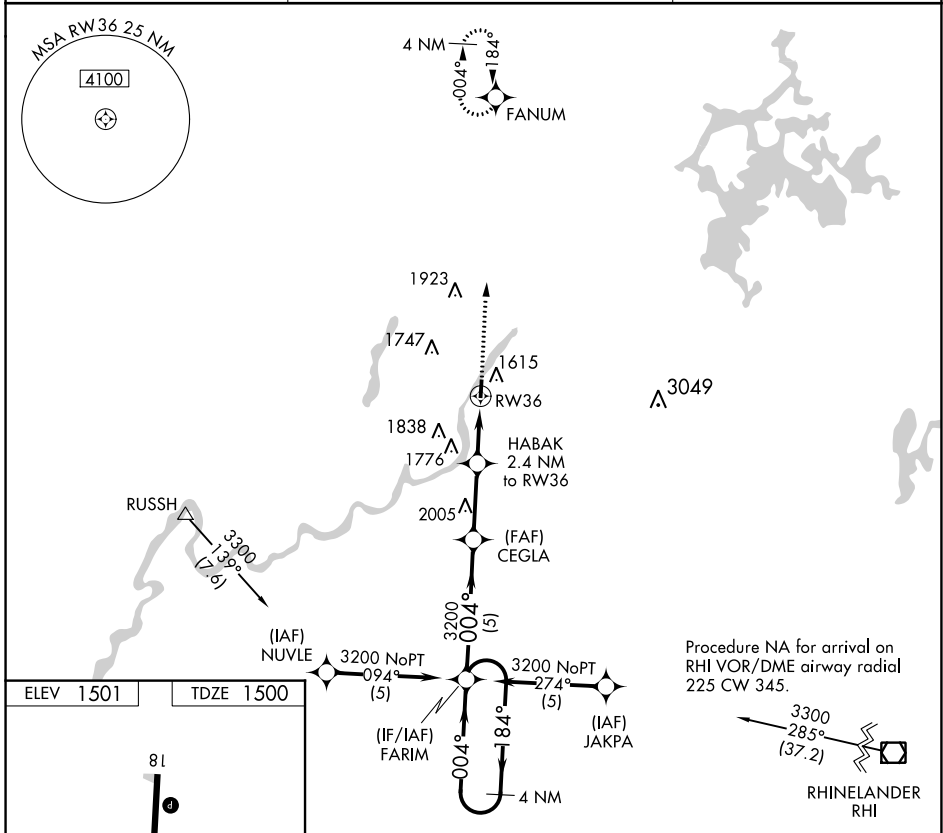 MSA RW36 25 NM
4100
4 NM
004°
184°
FANUM
1923
1747
1615
RW36
3049
1838
1776
HABAK
2.4 NM
to RW36
RUSSH
2005
(FAF)
CEGLA
3300
139°
(7.6)
3200
004°
(5)
(IAF)
NUVLE
3200 NoPT
094°
(5)
3200 NoPT
274°
(5)
(IAF)
JAKPA
(IF/IAF)
FARIM
004°
184°
4 NM
Procedure NA for arrival on
RHI VOR/DME airway radial
225 CW 345.
3300
285°
(37.2)
RHINELANDER
RHI
ELEV 1501
TDZE 1500
18
P